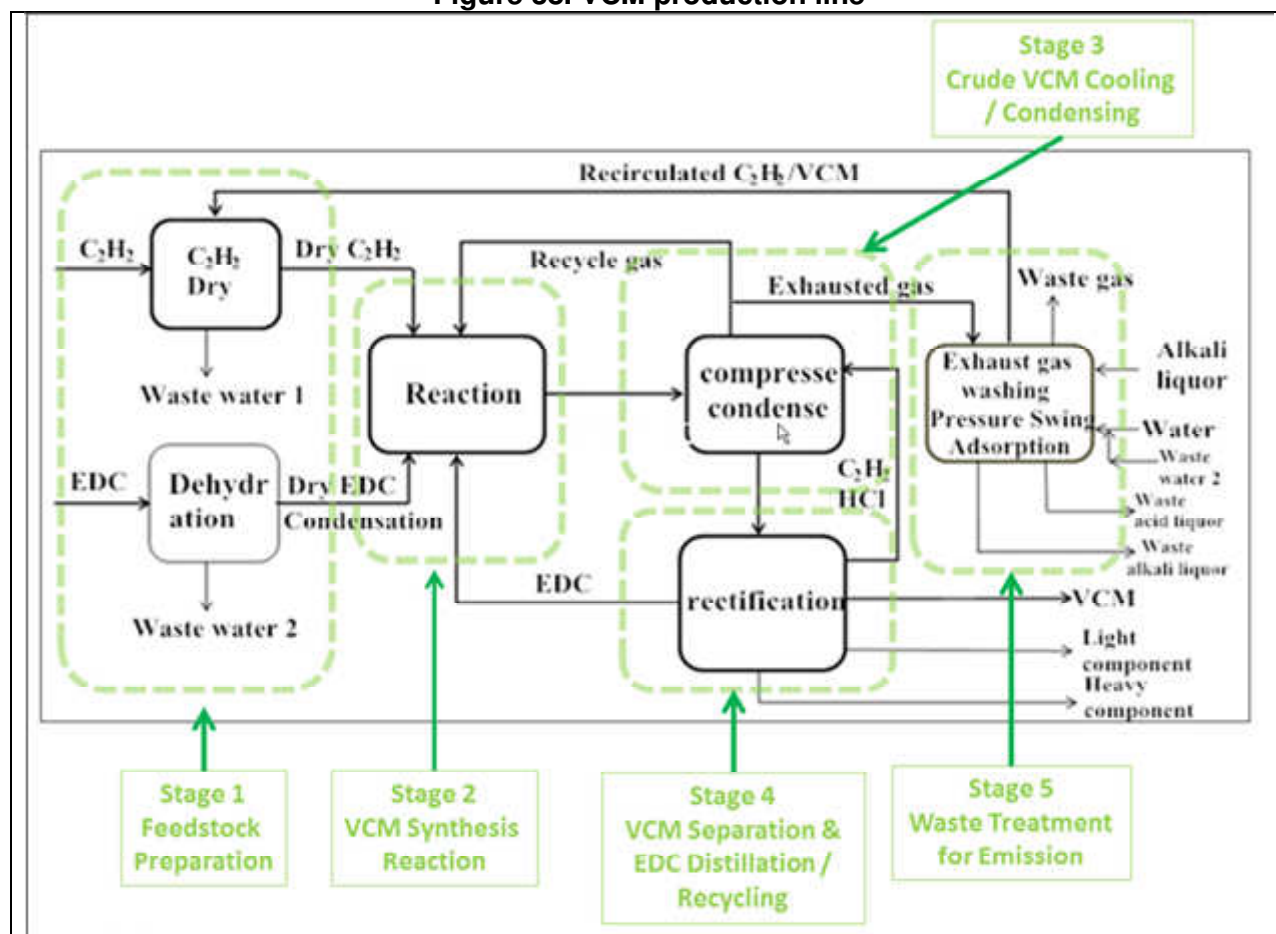 Stage 3
Crude VCM Cooling
/ Condensing
Recirculated C₂H₂/VCM
C₂H₂
C₂H₂
Dry
Dry C₂H₂
Recycle gas
Exhausted gas
Waste gas
Reaction
compresse
condense
Exhaust gas
washing
Pressure Swing
Adsorption
Alkali
liquor
Water
Waste
water 2
Waste
acid liquor
Waste
alkali liquor
Waste water 1
EDC
Dehydr
ation
Dry EDC
Condensation
C₂H₂
HCl
Waste water 2
EDC
rectification
VCM
Light
component
Heavy
component
Stage 1
Feedstock
Preparation
Stage 2
VCM Synthesis
Reaction
Stage 4
VCM Separation &
EDC Distillation /
Recycling
Stage 5
Waste Treatment
for Emission